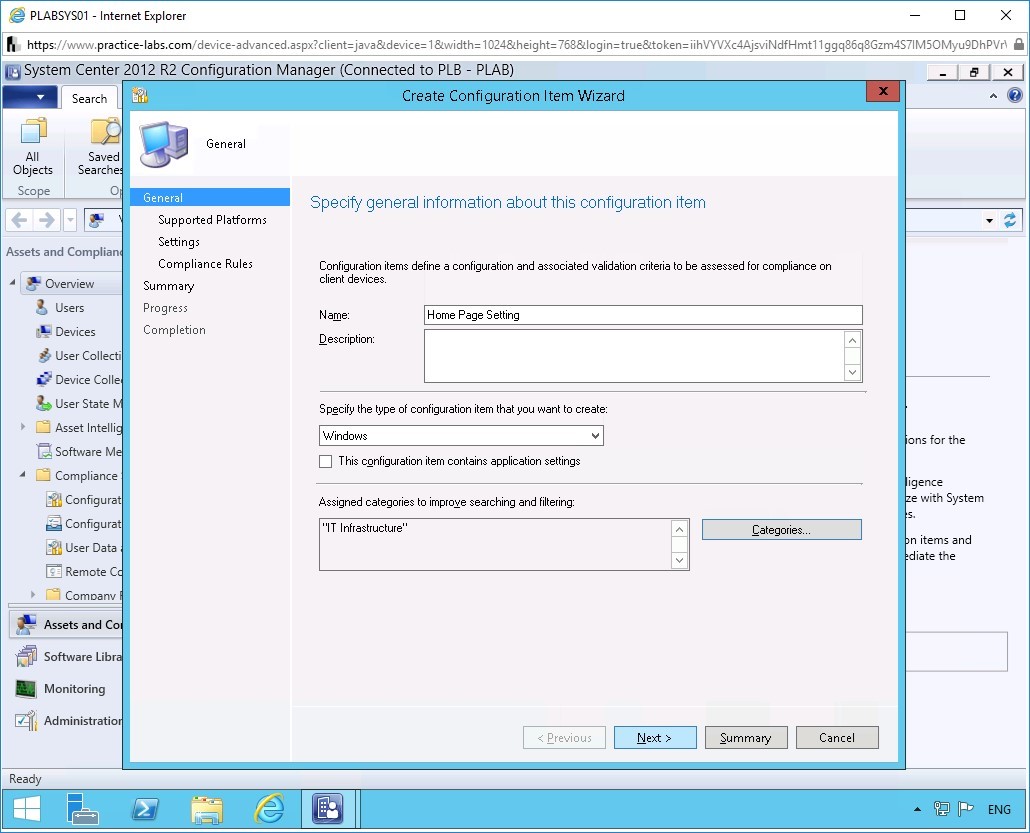 PLABSYS01 - Internet Explorer
https://www.practice-labs.com/device-advanced.aspx?client=java&device=1&width=1024&height=768&login=true&token=
System Center 2012 R2 Configuration Manager (Connected to PLB - PLAB)
Search
All
Objects
Scope
Saved
Searches
Op
Create Configuration Item Wizard
General
General
Supported Platforms
Settings
Compliance Rules
Summary
Progress
Completion
Specify general information about this configuration item
Configuration items define a configuration and associated validation criteria to be assessed for compliance on
client devices.
Name:
Home Page Setting
Description:
Specify the type of configuration item that you want to create:
Windows
This configuration item contains application settings
Assigned categories to improve searching and filtering:
"IT Infrastructure"
Categories...
< Previous
Next >
Summary
Cancel
Assets and Complianc
Overview
Users
Devices
User Collecti
Device Colle
User State M
Asset Intellig
Software Me
Compliance
Configurat
Configurat
User Data a
Remote Co
Company
Assets and Co
Software Libra
Monitoring
Administration
ions for the
lligence
ze with System
es.
on items and
ediate the
Ready
ENG